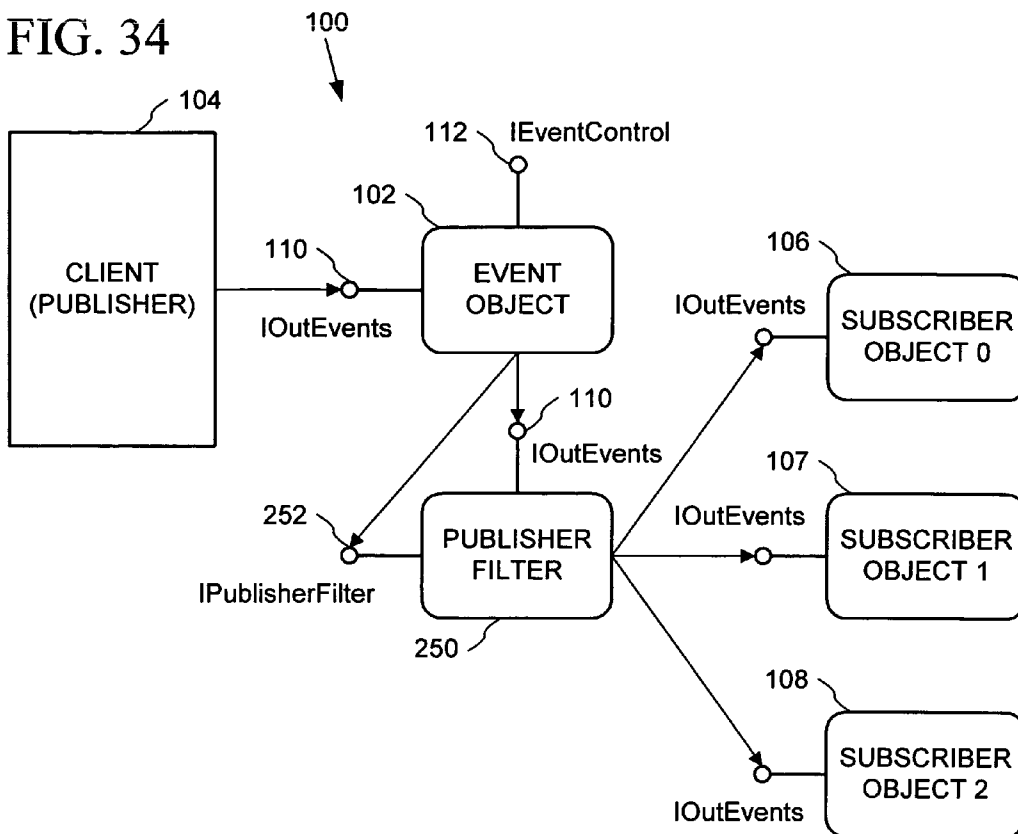 FIG. 34
100
104
112
IEventControl
102
CLIENT
(PUBLISHER)
110
IOutEvents
EVENT
OBJECT
106
IOutEvents
SUBSCRIBER
OBJECT 0
110
IOutEvents
252
IPublisherFilter
PUBLISHER
FILTER
250
107
IOutEvents
SUBSCRIBER
OBJECT 1
108
SUBSCRIBER
OBJECT 2
IOutEvents